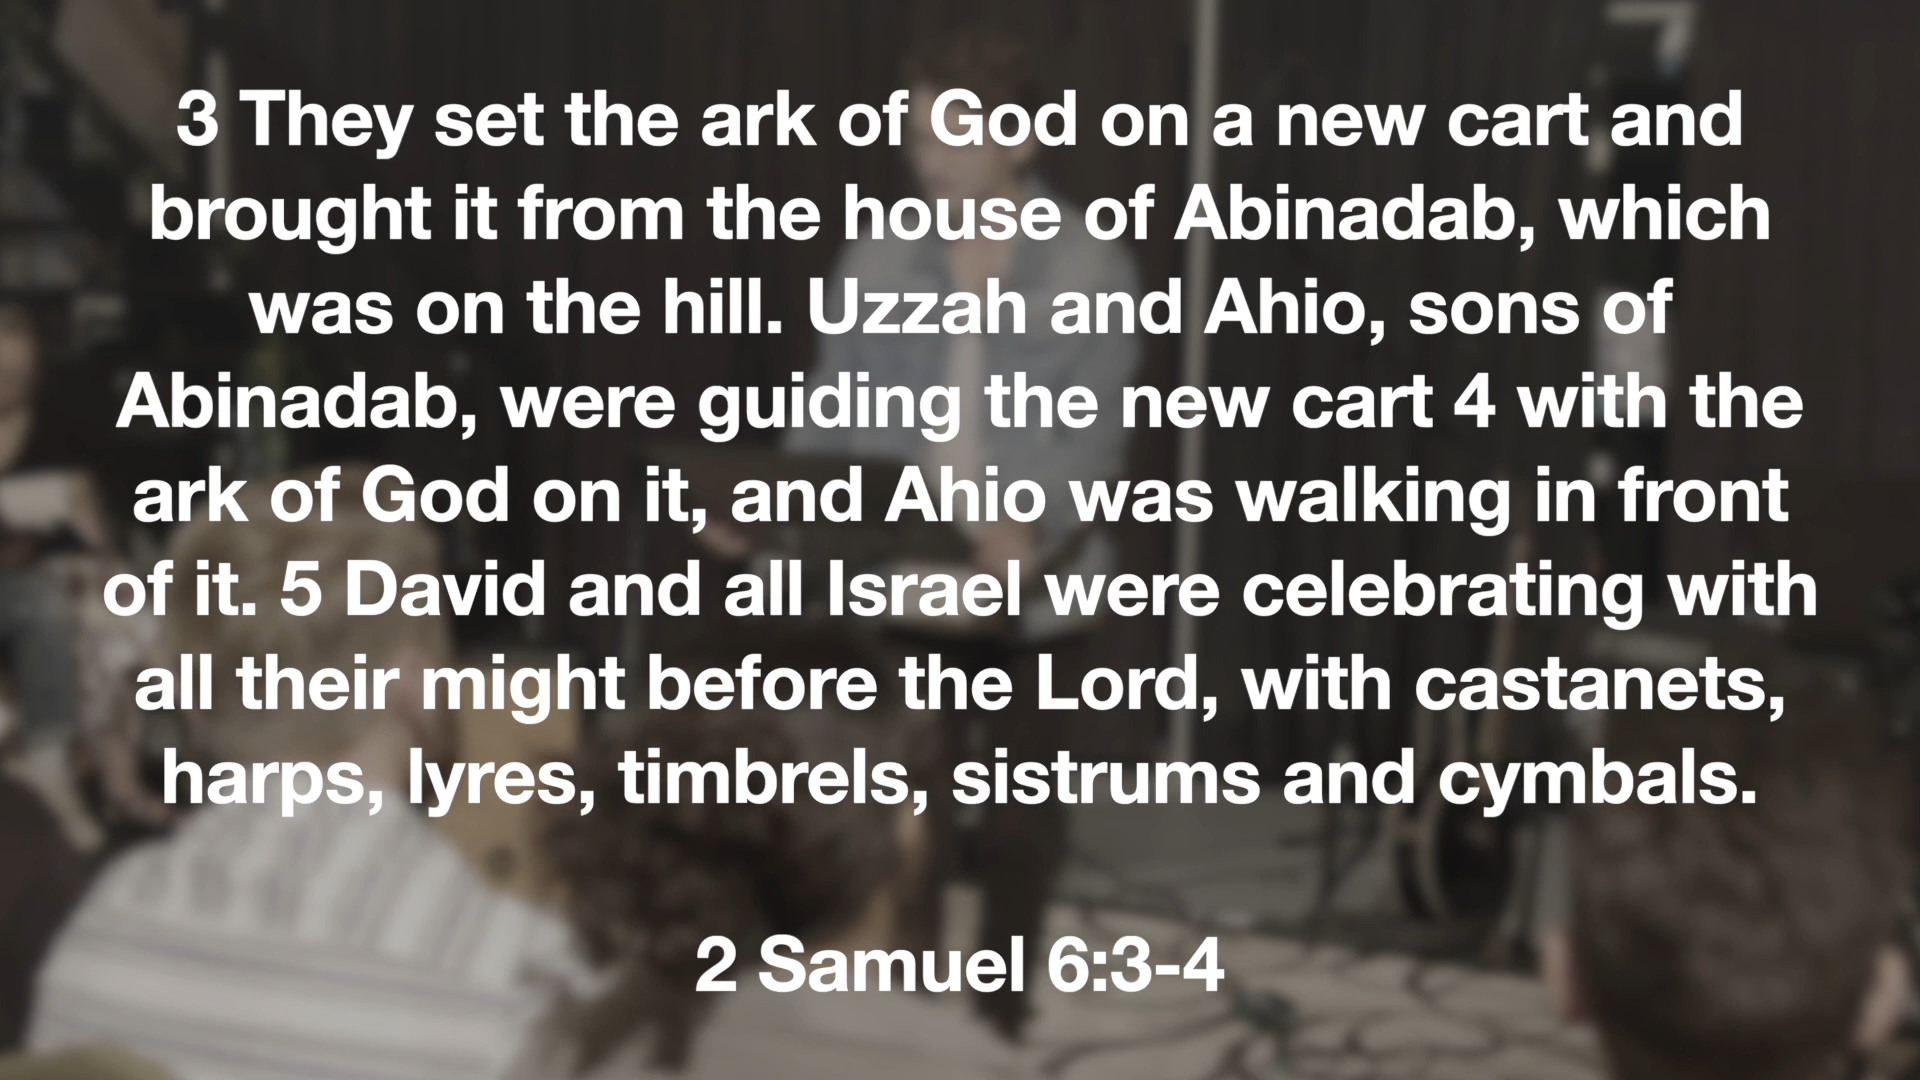 3 They set the ark of God on a new cart and
brought it from the house of Abinadab, which
was on the hill. Uzzah and Ahio, sons of
Abinadab, were guiding the new cart 4 with the
ark of God on it, and Ahio was walking in front
of it. 5 David and all Israel were celebrating with
all their might before the Lord, with castanets,
harps, lyres, timbrels, sistrums and cymbals.
2 Samuel 6:3-4